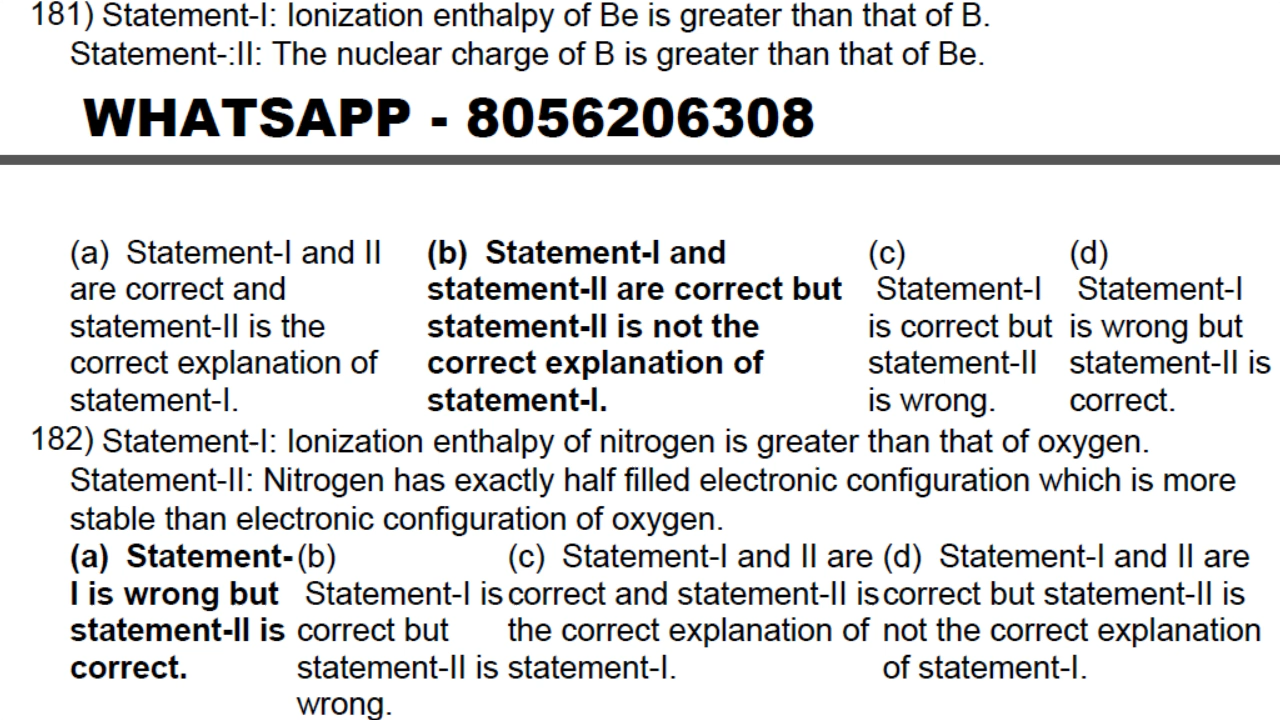 181) Statement-I: Ionization enthalpy of Be is greater than that of B.
Statement-:II: The nuclear charge of B is greater than that of Be.
WHATSAPP - 8056206308
(a) Statement-I and II
are correct and
statement-II is the
correct explanation of
statement-I.
(b) Statement-I and
statement-II are correct but
statement-II is not the
correct explanation of
statement-I.
(c)
Statement-I
is correct but
statement-II
is wrong.
(d)
Statement-I
is wrong but
statement-II is
correct.
182) Statement-I: Ionization enthalpy of nitrogen is greater than that of oxygen.
Statement-II: Nitrogen has exactly half filled electronic configuration which is more
stable than electronic configuration of oxygen.
(a) Statement-
I is wrong but
statement-II is
correct.
(b)
Statement-I is
correct but
statement-II is
wrong.
(c) Statement-I and II are
correct and statement-II is
the correct explanation of
statement-I.
(d) Statement-I and II are
correct but statement-II is
not the correct explanation
of statement-I.